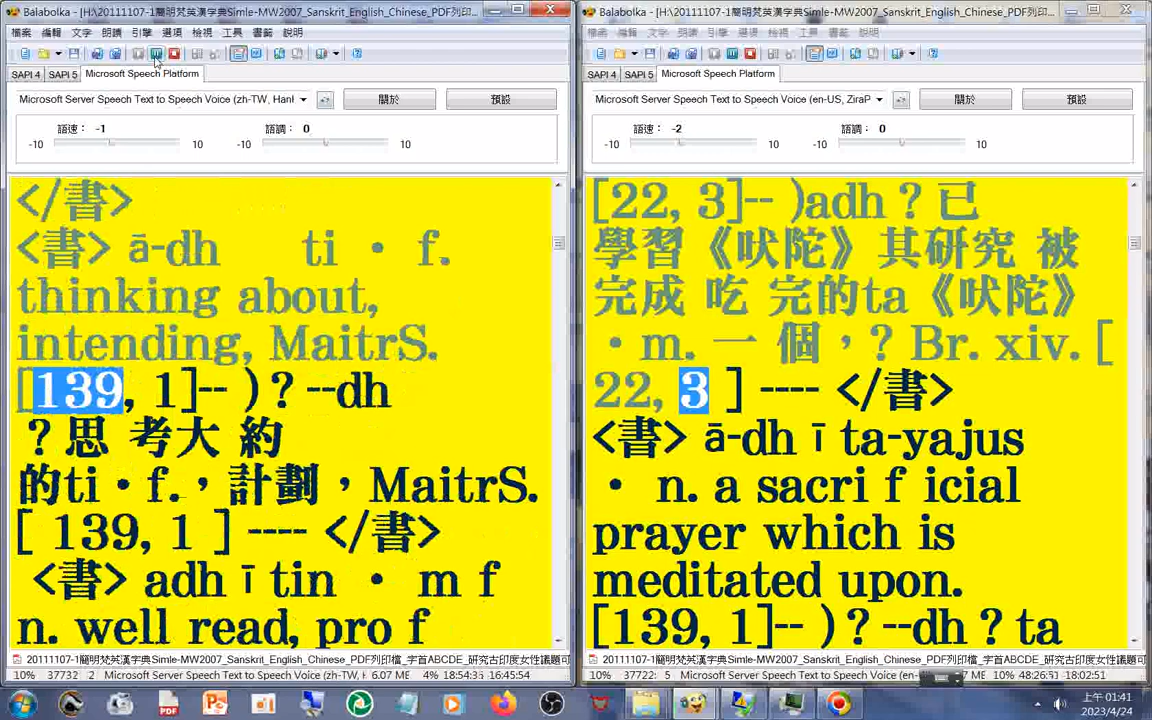 Balabolka - [H:\20111107-1簡明梵英漢字典Simle-MW2007_Sanskrit_English_Chinese_PDF列印...
檔案 編輯 文字 朗讀 引擎 選項 檢視 工具 書籤 說明
SAPI 4 SAPI 5 Microsoft Speech Platform
Microsoft Server Speech Text to Speech Voice (zh-TW, Hanl
關於
預設
語速： -1
語調： 0
-10 10 -10 10
</書>
<書> ā-dh ti • f.
thinking about,
intending, MaitrS.
[139, 1]-- )? --dh
? 思 考大 約
的ti • f.，計劃，MaitrS.
[ 139, 1 ] ---- </書>
<書> adh ī tin • m f
n. well read, pro f
20111107-1簡明梵英漢字典Simle-MW2007_Sanskrit_English_Chinese_PDF列印檔_字首ABCDE_研究古印度女性議題可
10% 37732 2 Microsoft Server Speech Text to Speech Voice (zh-TW, H 6.07 ME 4% 18:54:35 16:45:54
Balabolka - [H:\20111107-1簡明梵英漢字典Simle-MW2007_Sanskrit_English_Chinese_PDF列印...
檔案 編輯 文字 朗讀 引擎 選項 檢視 工具 書籤 說明
SAPI 4 SAPI 5 Microsoft Speech Platform
Microsoft Server Speech Text to Speech Voice (en-US, ZiraP
關於
預設
語速： -2
語調： 0
-10 10 -10 10
[22, 3]-- )adh ? 已
學習《吠陀》其研究 被
完成 吃 完的ta《吠陀》
• m. 一 個，? Br. xiv. [
22, 3 ] ---- </書>
<書> ā-dh ī ta-yajus
• n. a sacri f icial
prayer which is
meditated upon.
[139, 1]-- )? --dh ? ta
20111107-1簡明梵英漢字典Simle-MW2007_Sanskrit_English_Chinese_PDF列印檔_字首ABCDE_研究古印度女性議題可
10% 37722: 5 Microsoft Server Speech Text to Speech Voice (en- ME 10% 48:26:51 18:02:51
上午 01:41
2023/4/24